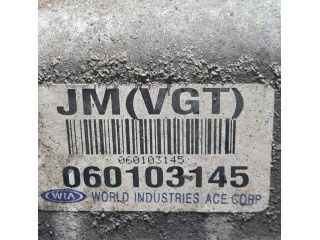 JM(VGT)
060103145
060103145
WIA WORLD INDUSTRIES ACE CORP